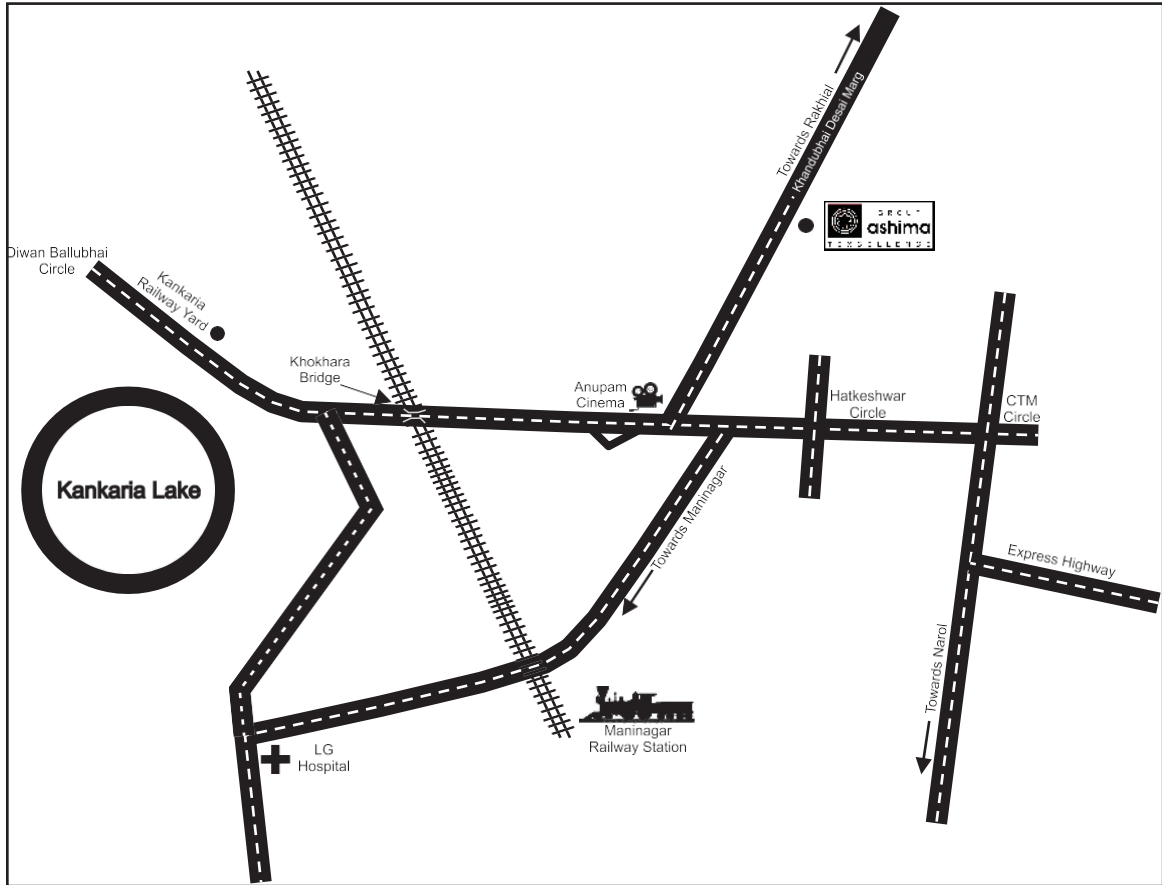 Towards Rakhial
Khandubhai Desai Marg
ashima
TEXCELLENCE
Diwan Ballubhai
Circle
Kankaria
Railway Yard
Khokhara
Bridge
Anupam
Cinema
Hatkeshwar
Circle
CTM
Circle
Kankaria Lake
Towards Maninagar
Express Highway
Towards Narol
Maninagar
Railway Station
LG
Hospital